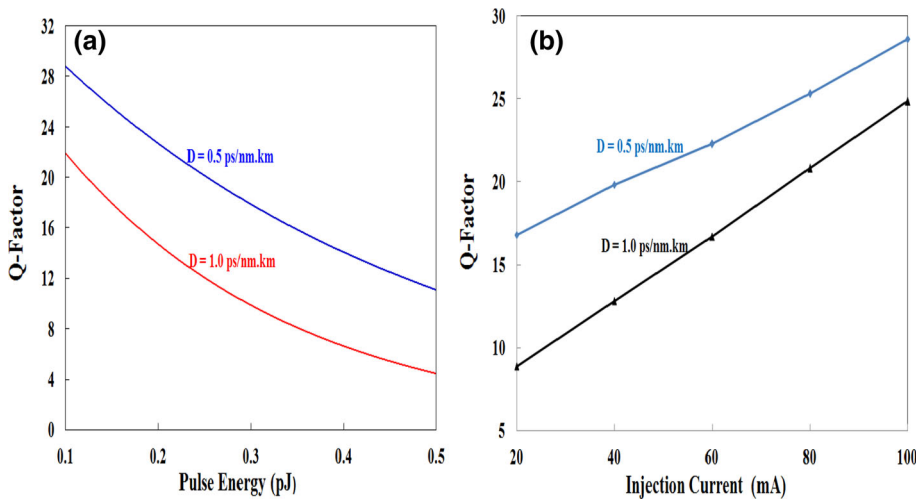 (a)
32
28
24
20
16
12
8
4
0
Q-Factor
D = 0.5 ps/nm.km
D = 1.0 ps/nm.km
0.1 0.2 0.3 0.4 0.5
Pulse Energy (pJ)
(b)
30
25
20
15
10
5
Q-Factor
D = 0.5 ps/nm.km
D = 1.0 ps/nm.km
20 40 60 80 100
Injection Current (mA)